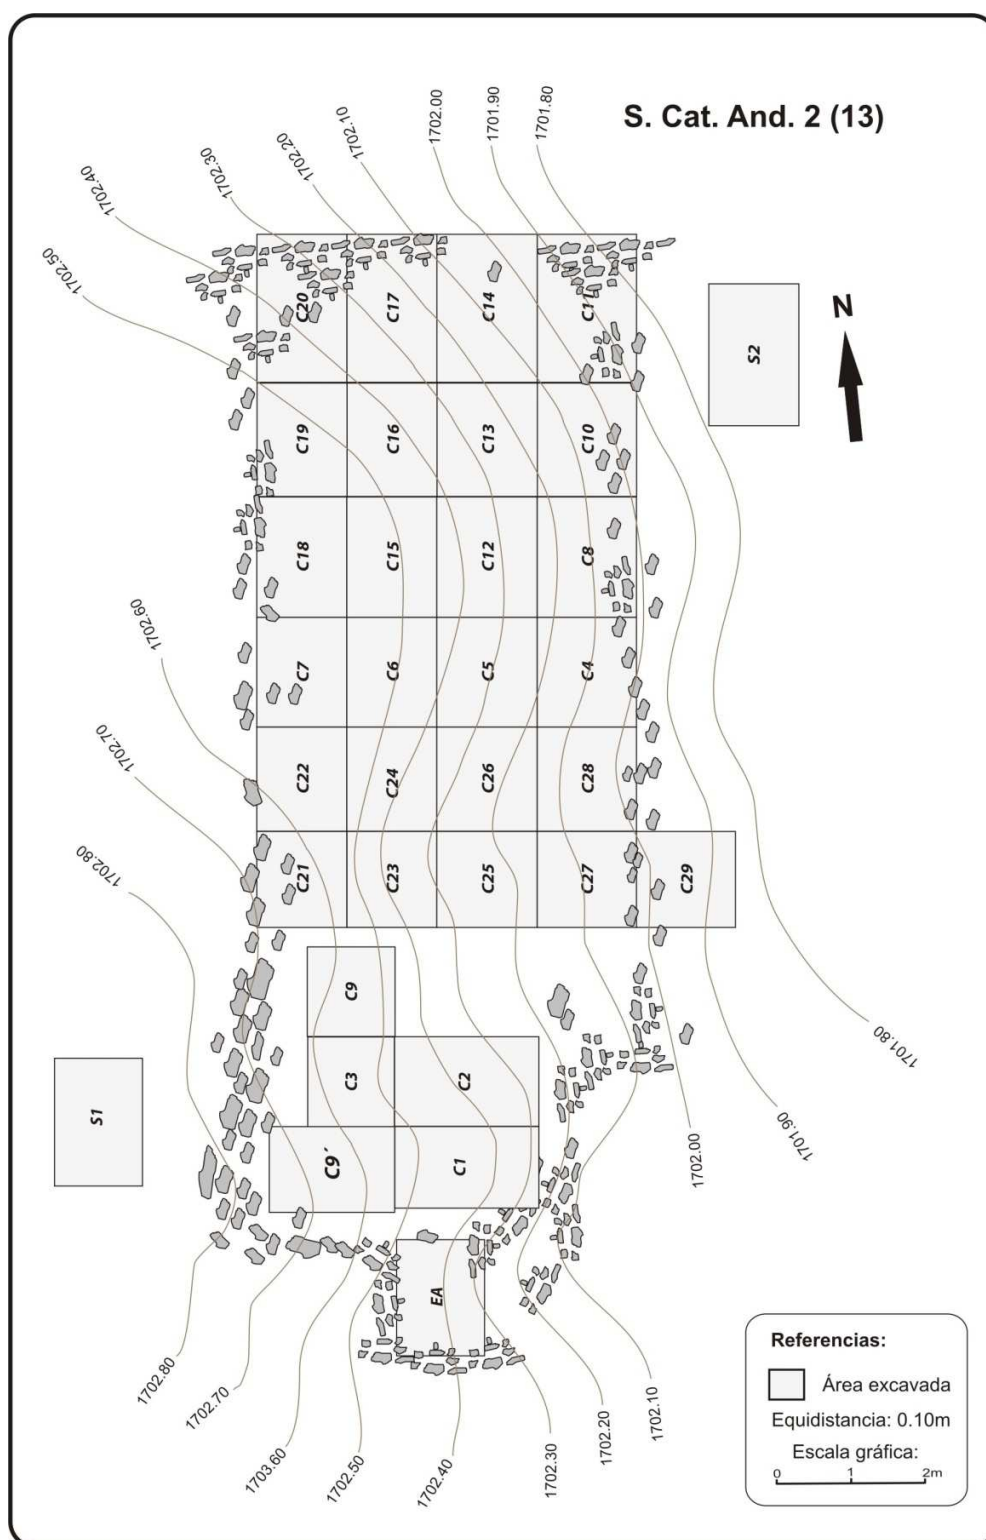 S. Cat. And. 2 (13)
1702.50
1702.40
1702.30
1702.20
1702.10
1702.00
1701.90
1701.80
C20
C17
C14
C11
S2
N
C19
C16
C13
C10
C18
C15
C12
C8
1702.60
C7
C6
C5
C4
1702.70
C22
C24
C26
C28
1702.80
C21
C23
C25
C27
C29
C9
1701.80
S1
C3
C2
1701.90
C9´
C1
1702.00
EA
1702.80
1702.70
1703.60
1702.50
1702.40
1702.30
1702.20
1702.10
Referencias:
Área excavada
Equidistancia: 0.10m
Escala gráfica:
0 1 2m